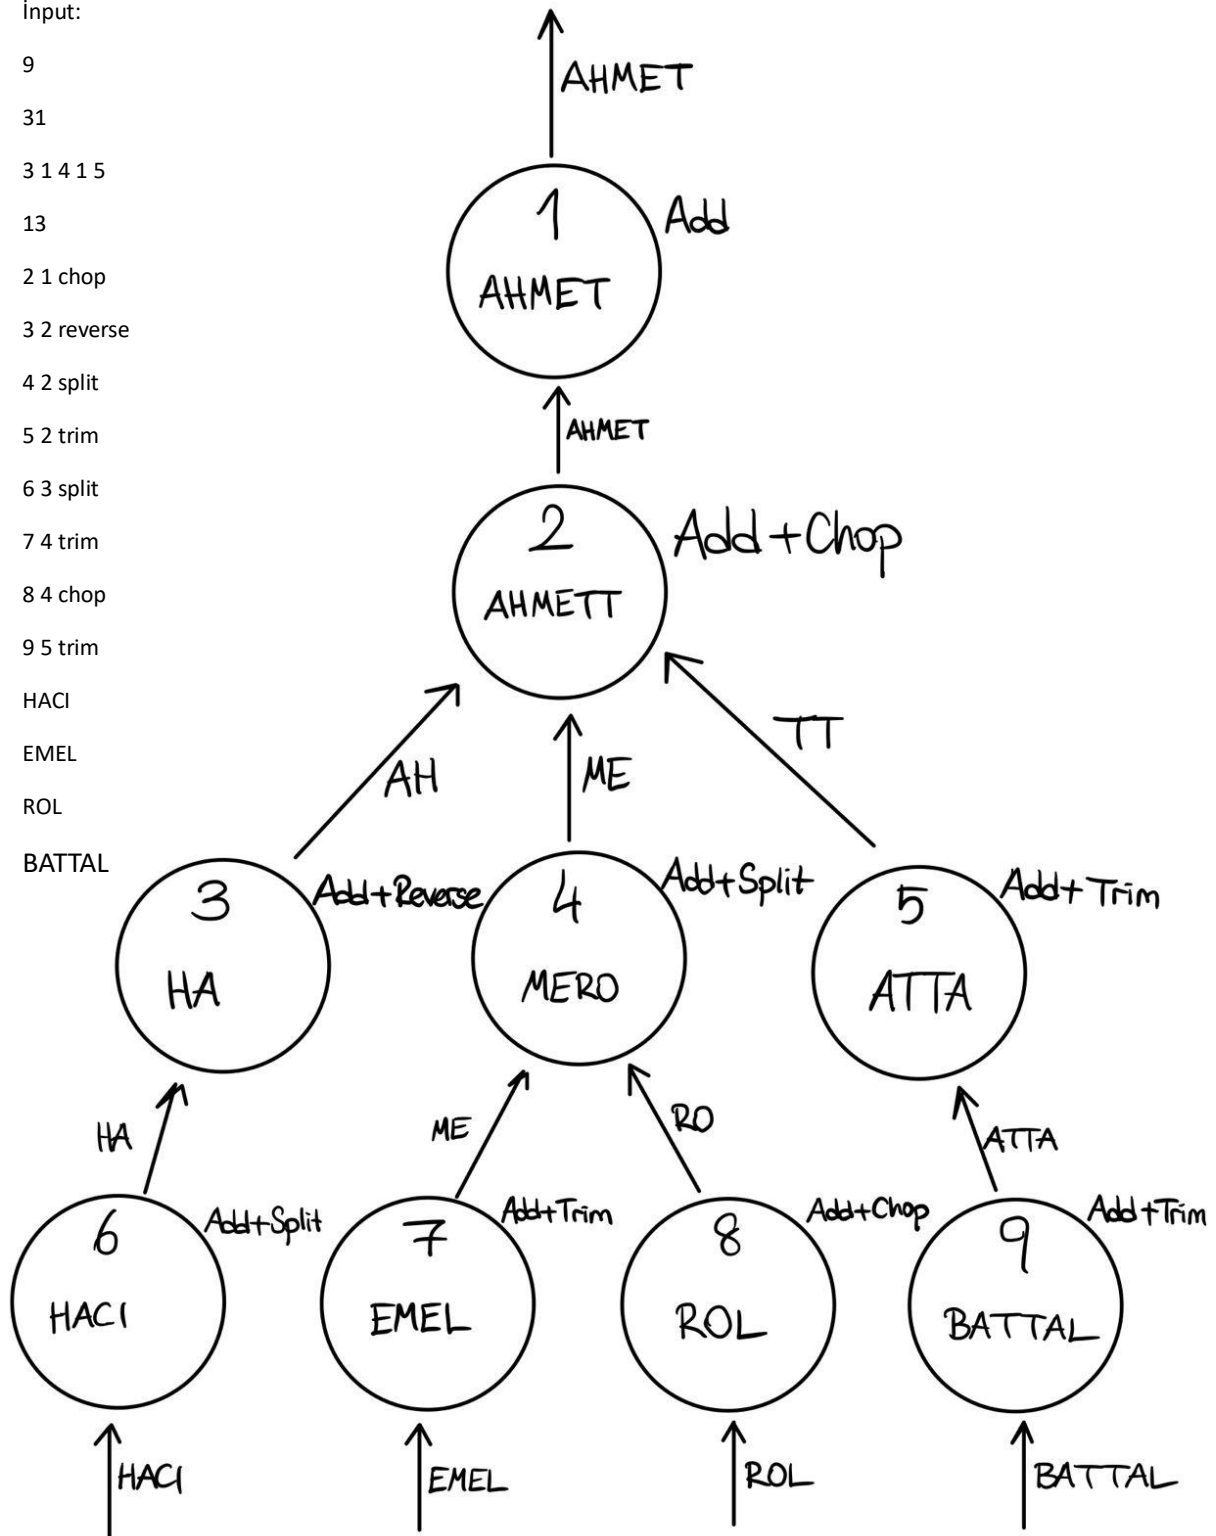 İnput:
9
31
3 1 4 1 5
13
2 1 chop
3 2 reverse
4 2 split
5 2 trim
6 3 split
7 4 trim
8 4 chop
9 5 trim
HACI
EMEL
ROL
BATTAL
AHMET
1 Add
AHMET
AHMET
2 Add+Chop
AHMETT
AH ME TT
3 Add+Reverse 4 Add+Split 5 Add+Trim
HA MERO ATTA
HA ME RO ATTA
6 Add+Split 7 Add+Trim 8 Add+Chop 9 Add+Trim
HACI EMEL ROL BATTAL
HACI EMEL ROL BATTAL